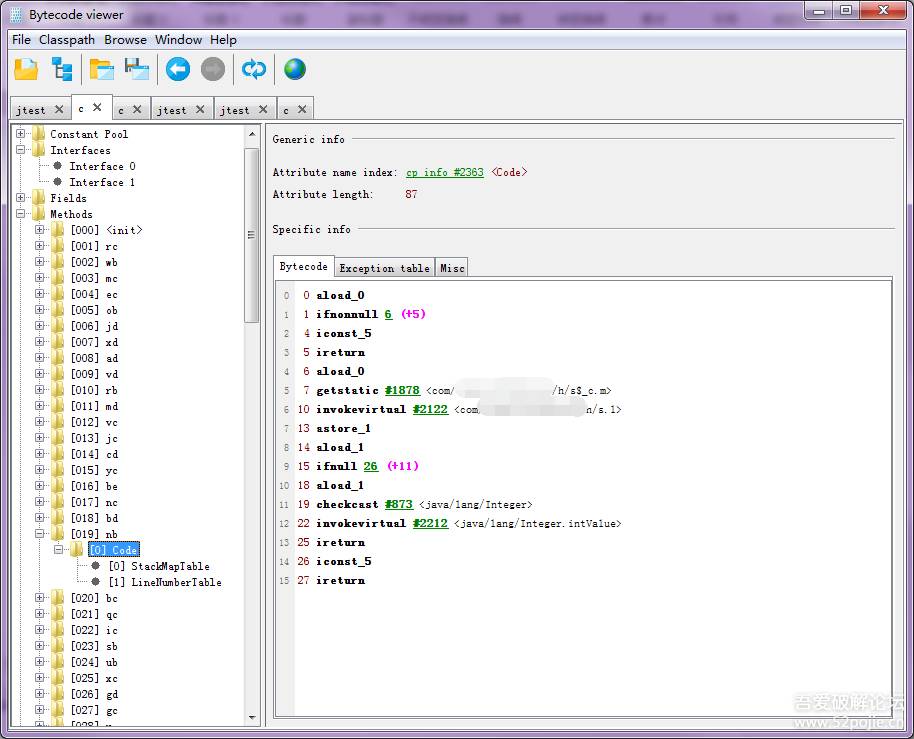 Bytecode viewer
File Classpath Browse Window Help
jtest c c jtest jtest c
Constant Pool
Interfaces
Interface 0
Interface 1
Fields
Methods
[000] <init>
[001] rc
[002] wb
[003] mc
[004] ec
[005] ob
[006] jd
[007] xd
[008] ad
[009] vd
[010] rb
[011] md
[012] vc
[013] jc
[014] cd
[015] yc
[016] be
[017] nc
[018] bd
[019] nb
[0] Code
[0] StackMapTable
[1] LineNumberTable
[020] bc
[021] qc
[022] ic
[023] sb
[024] ub
[025] xc
[026] gd
[027] gc
Generic info
Attribute name index: cp info #2363 <Code>
Attribute length: 87
Specific info
Bytecode Exception table Misc
0 0 aload_0
1 1 ifnonnull 6 (+5)
2 4 iconst_5
3 5 ireturn
4 6 aload_0
5 7 getstatic #1878 <com/ /h/s$_c.m>
6 10 invokevirtual #2122 <com /s.l>
7 13 astore_1
8 14 aload_1
9 15 ifnull 26 (+11)
10 18 aload_1
11 19 checkcast #873 <java/lang/Integer>
12 22 invokevirtual #2212 <java/lang/Integer.intValue>
13 25 ireturn
14 26 iconst_5
15 27 ireturn
吾爱破解论坛
www.52pojie.cn